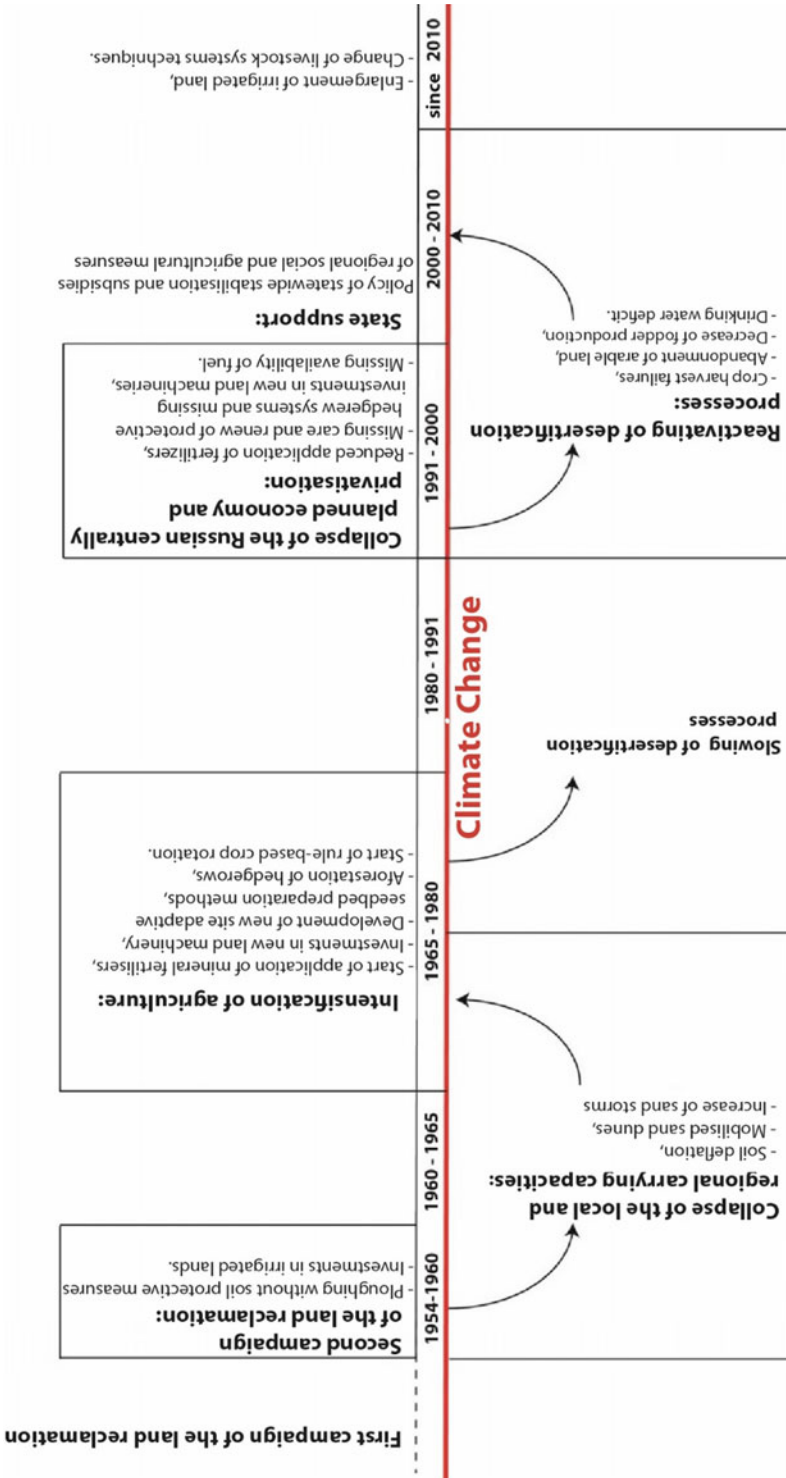 First campaign of the land reclamation
Second campaign
of the land reclamation:
- Ploughing without soil protective measures
- Investments in irrigated lands.
1954-1960
Collapse of the local and
regional carrying capacities:
- Soil deflation,
- Mobilised sand dunes,
- Increase of sand storms
1960 - 1965
Intensification of agriculture:
- Start of application of mineral fertilisers,
- Investments in new land machinery,
- Development of new site adaptive
seedbed preparation methods,
- Aforestation of hedgerows,
- Start of rule-based crop rotation.
1965 - 1980
Slowing of desertification
processes
Climate Change
1980 - 1991
Collapse of the Russian centrally
planned economy and
privatisation:
- Reduced application of fertilizers,
- Missing care and renew of protective
hedgerew systems and missing
investments in new land machineries,
- Missing availability of fuel.
1991 - 2000
Reactivating of desertification
processes:
- Crop harvest failures,
- Abandonment of arable land,
- Decrease of fodder production,
- Drinking water deficit.
State support:
Policy of statewide stabilisation and subsidies
of regional social and agricultural measures
2000 - 2010
- Enlargement of irrigated land,
- Change of livestock systems techniques.
since 2010